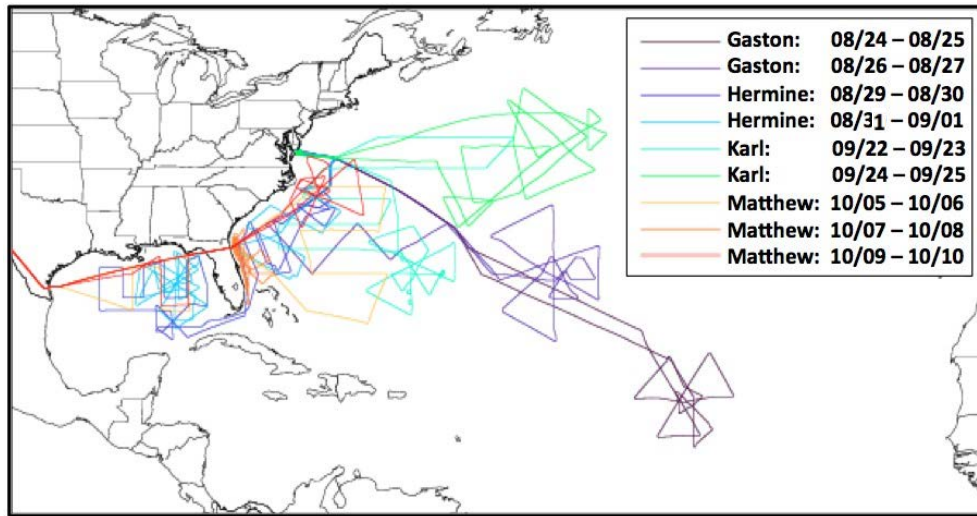 Gaston: 08/24 – 08/25
Gaston: 08/26 – 08/27
Hermine: 08/29 – 08/30
Hermine: 08/31 – 09/01
Karl: 09/22 – 09/23
Karl: 09/24 – 09/25
Matthew: 10/05 – 10/06
Matthew: 10/07 – 10/08
Matthew: 10/09 – 10/10